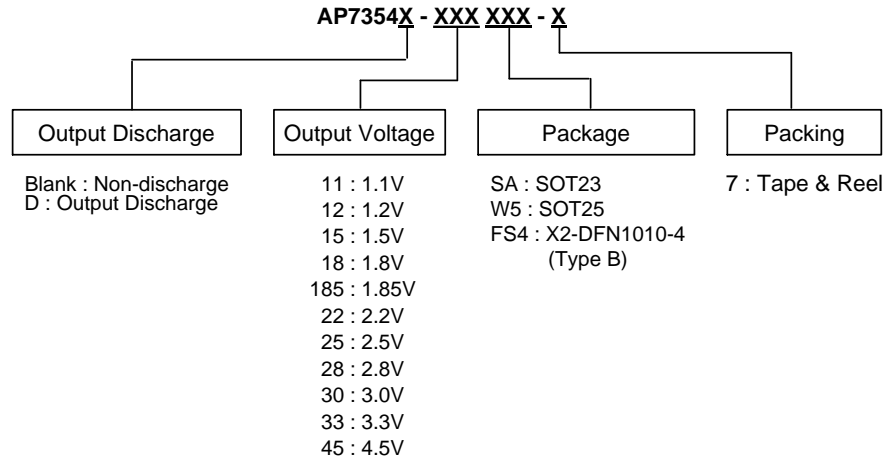 AP7354X - XXX XXX - X
Output Discharge
Blank : Non-discharge
D : Output Discharge
Output Voltage
11 : 1.1V
12 : 1.2V
15 : 1.5V
18 : 1.8V
185 : 1.85V
22 : 2.2V
25 : 2.5V
28 : 2.8V
30 : 3.0V
33 : 3.3V
45 : 4.5V
Package
SA : SOT23
W5 : SOT25
FS4 : X2-DFN1010-4
(Type B)
Packing
7 : Tape & Reel